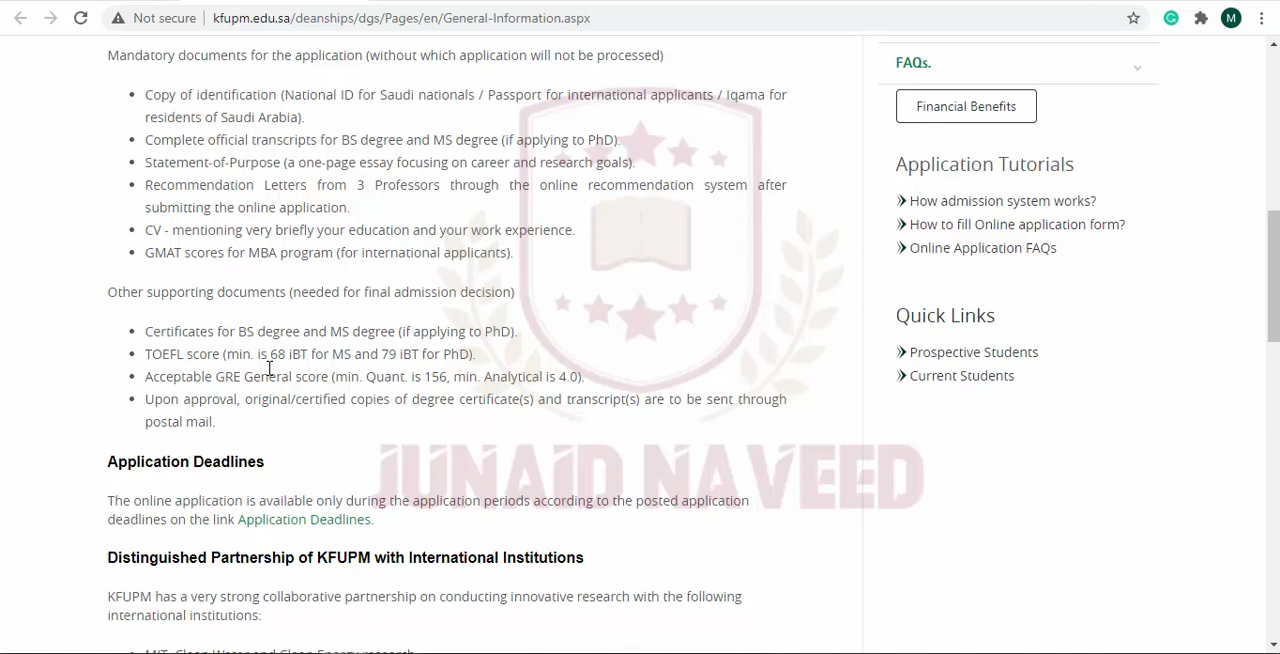 Not secure kfupm.edu.sa/deanships/dgs/Pages/en/General-Information.aspx M
Mandatory documents for the application (without which application will not be processed)
Copy of identification (National ID for Saudi nationals / Passport for international applicants / Iqama for
residents of Saudi Arabia).
Complete official transcripts for BS degree and MS degree (if applying to PhD).
Statement-of-Purpose (a one-page essay focusing on career and research goals).
Recommendation Letters from 3 Professors through the online recommendation system after
submitting the online application.
CV - mentioning very briefly your education and your work experience.
GMAT scores for MBA program (for international applicants).
Other supporting documents (needed for final admission decision)
Certificates for BS degree and MS degree (if applying to PhD).
TOEFL score (min. is 68 iBT for MS and 79 iBT for PhD).
Acceptable GRE General score (min. Quant. is 156, min. Analytical is 4.0).
Upon approval, original/certified copies of degree certificate(s) and transcript(s) are to be sent through
postal mail.
Application Deadlines
The online application is available only during the application periods according to the posted application
deadlines on the link Application Deadlines.
Distinguished Partnership of KFUPM with International Institutions
KFUPM has a very strong collaborative partnership on conducting innovative research with the following
international institutions:
MIT, Clean Water and Clean Energy research
FAQs.
Financial Benefits
Application Tutorials
How admission system works?
How to fill Online application form?
Online Application FAQs
Quick Links
Prospective Students
Current Students
JUNAID NAVEED